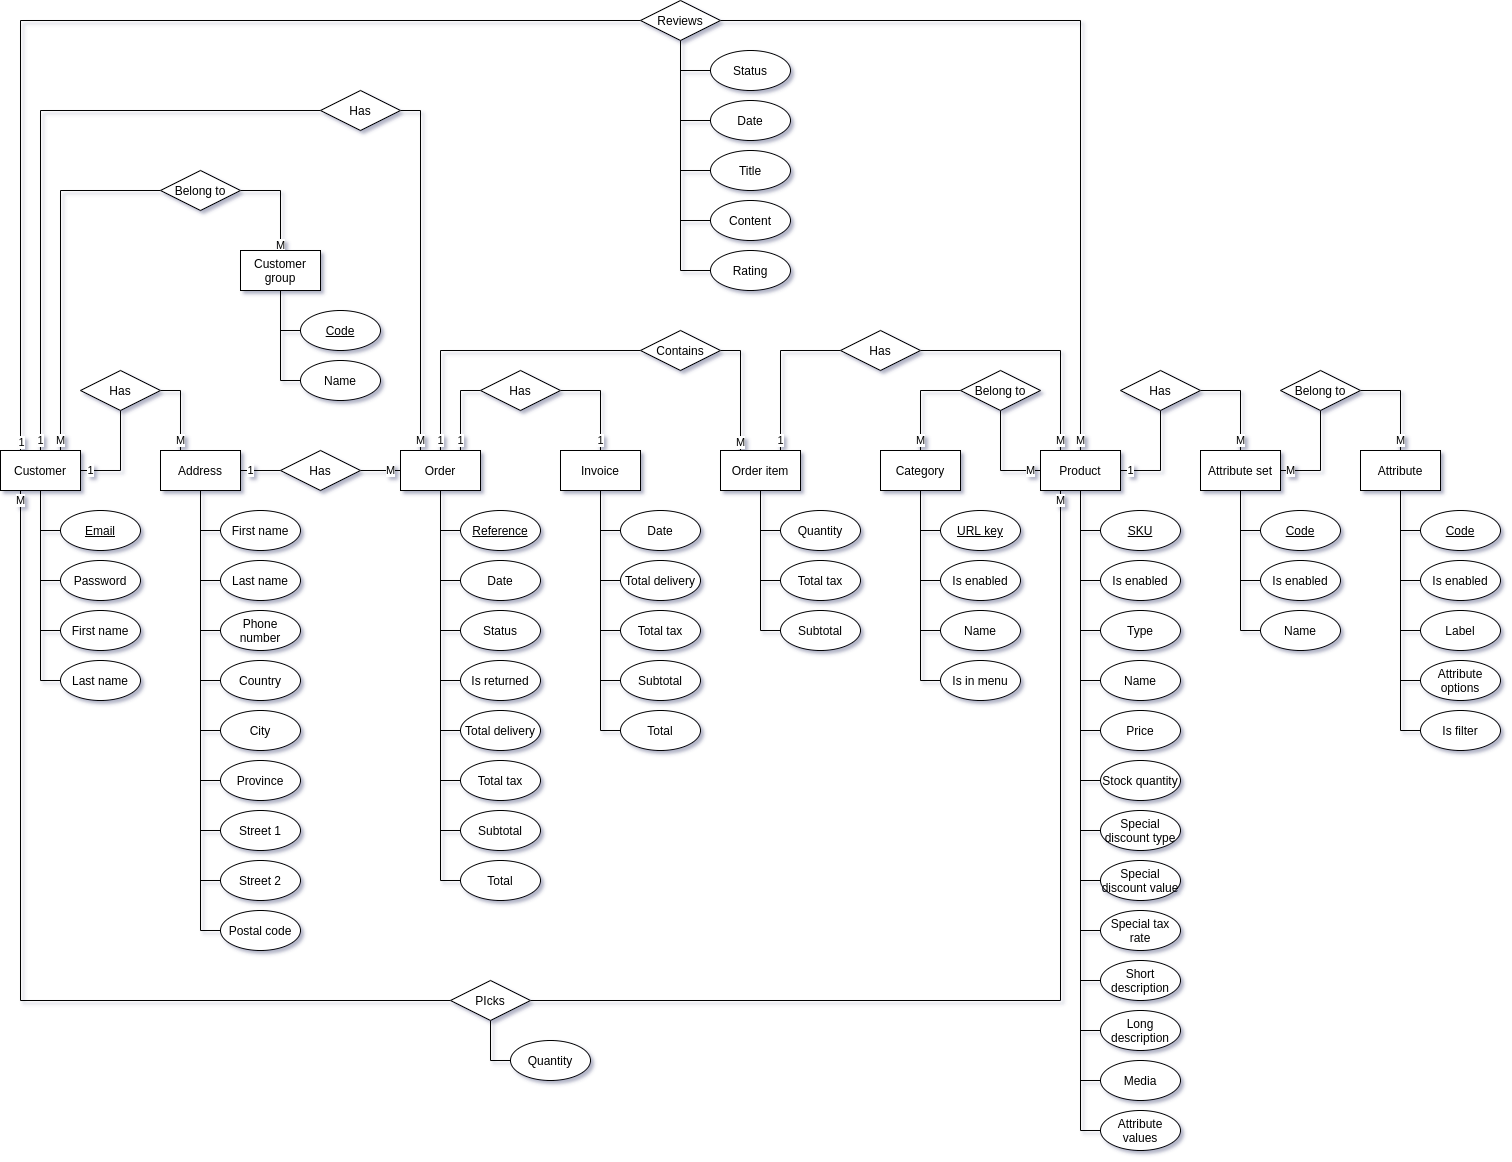 Reviews
Status
Date
Title
Content
Rating
Has
Belong to
M
Customer
group
Code
Name
Contains
Has
Has
Has
Belong to
Has
Belong to
1
1
M
M
M
1
1
1
M
1
M
M
M
M
M
Customer
1
Address
1
Has
M
Order
Invoice
Order item
Category
M
Product
1
Attribute set
M
Attribute
M
M
Email
Password
First name
Last name
First name
Last name
Phone
number
Country
City
Province
Street 1
Street 2
Postal code
Reference
Date
Status
Is returned
Total delivery
Total tax
Subtotal
Total
Date
Total delivery
Total tax
Subtotal
Total
Quantity
Total tax
Subtotal
URL key
Is enabled
Name
Is in menu
SKU
Is enabled
Type
Name
Price
Stock quantity
Special
discount type
Special
discount value
Special tax
rate
Short
description
Long
description
Media
Attribute
values
Code
Is enabled
Name
Code
Is enabled
Label
Attribute
options
Is filter
PIcks
Quantity